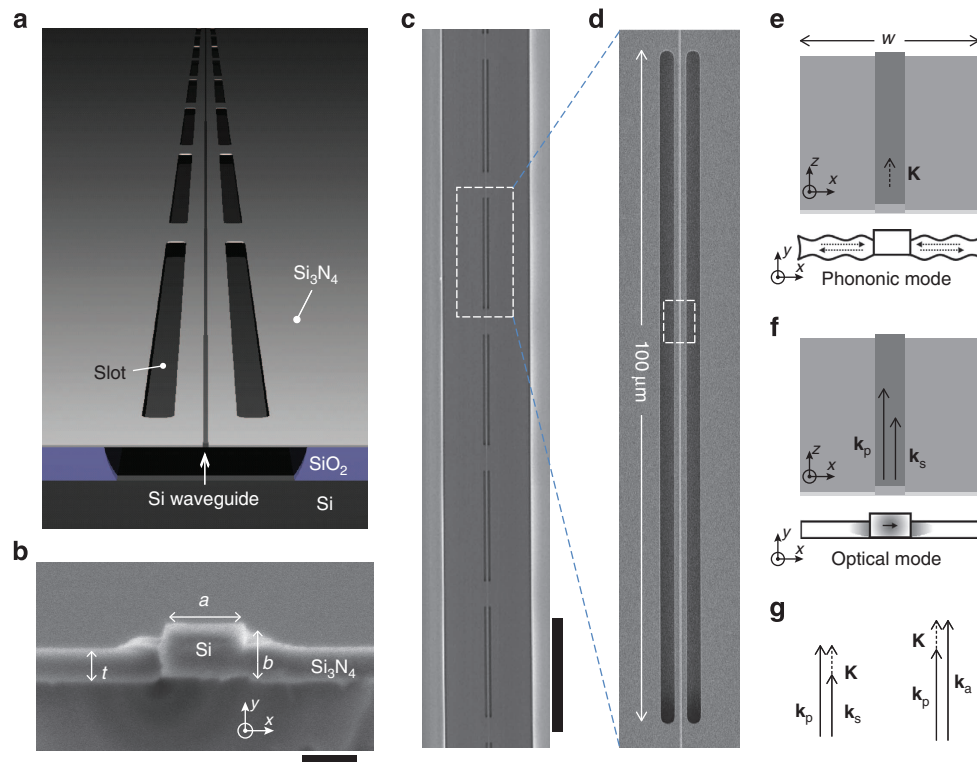 a
Si₃N₄
Slot
SiO₂
Si waveguide
Si
b
a
Si
b
t
Si₃N₄
y
x
c
d
100 µm
e
w
z
x
K
y
x
Phononic mode
f
kp
ks
z
x
y
x
Optical mode
g
K
kp
ks
K
kp
ka